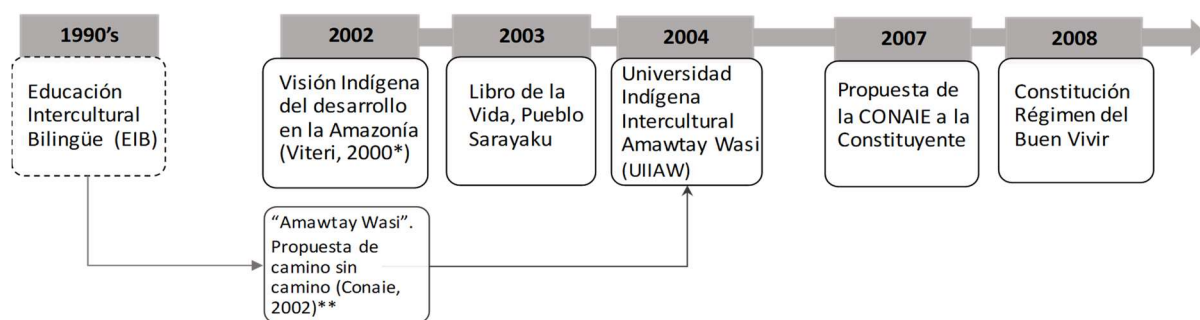 1990's
Educación
Intercultural
Bilingüe (EIB)
2002
Visión Indígena
del desarrollo
en la Amazonía
(Viteri, 2000*)
2003
Libro de la
Vida, Pueblo
Sarayaku
2004
Universidad
Indígena
Intercultural
Amawtay Wasi
(UIIAW)
2007
Propuesta de
la CONAIE a la
Constituyente
2008
Constitución
Régimen del
Buen Vivir
“Amawtay Wasi”.
Propuesta de
camino sin
camino (Conaie,
2002)**